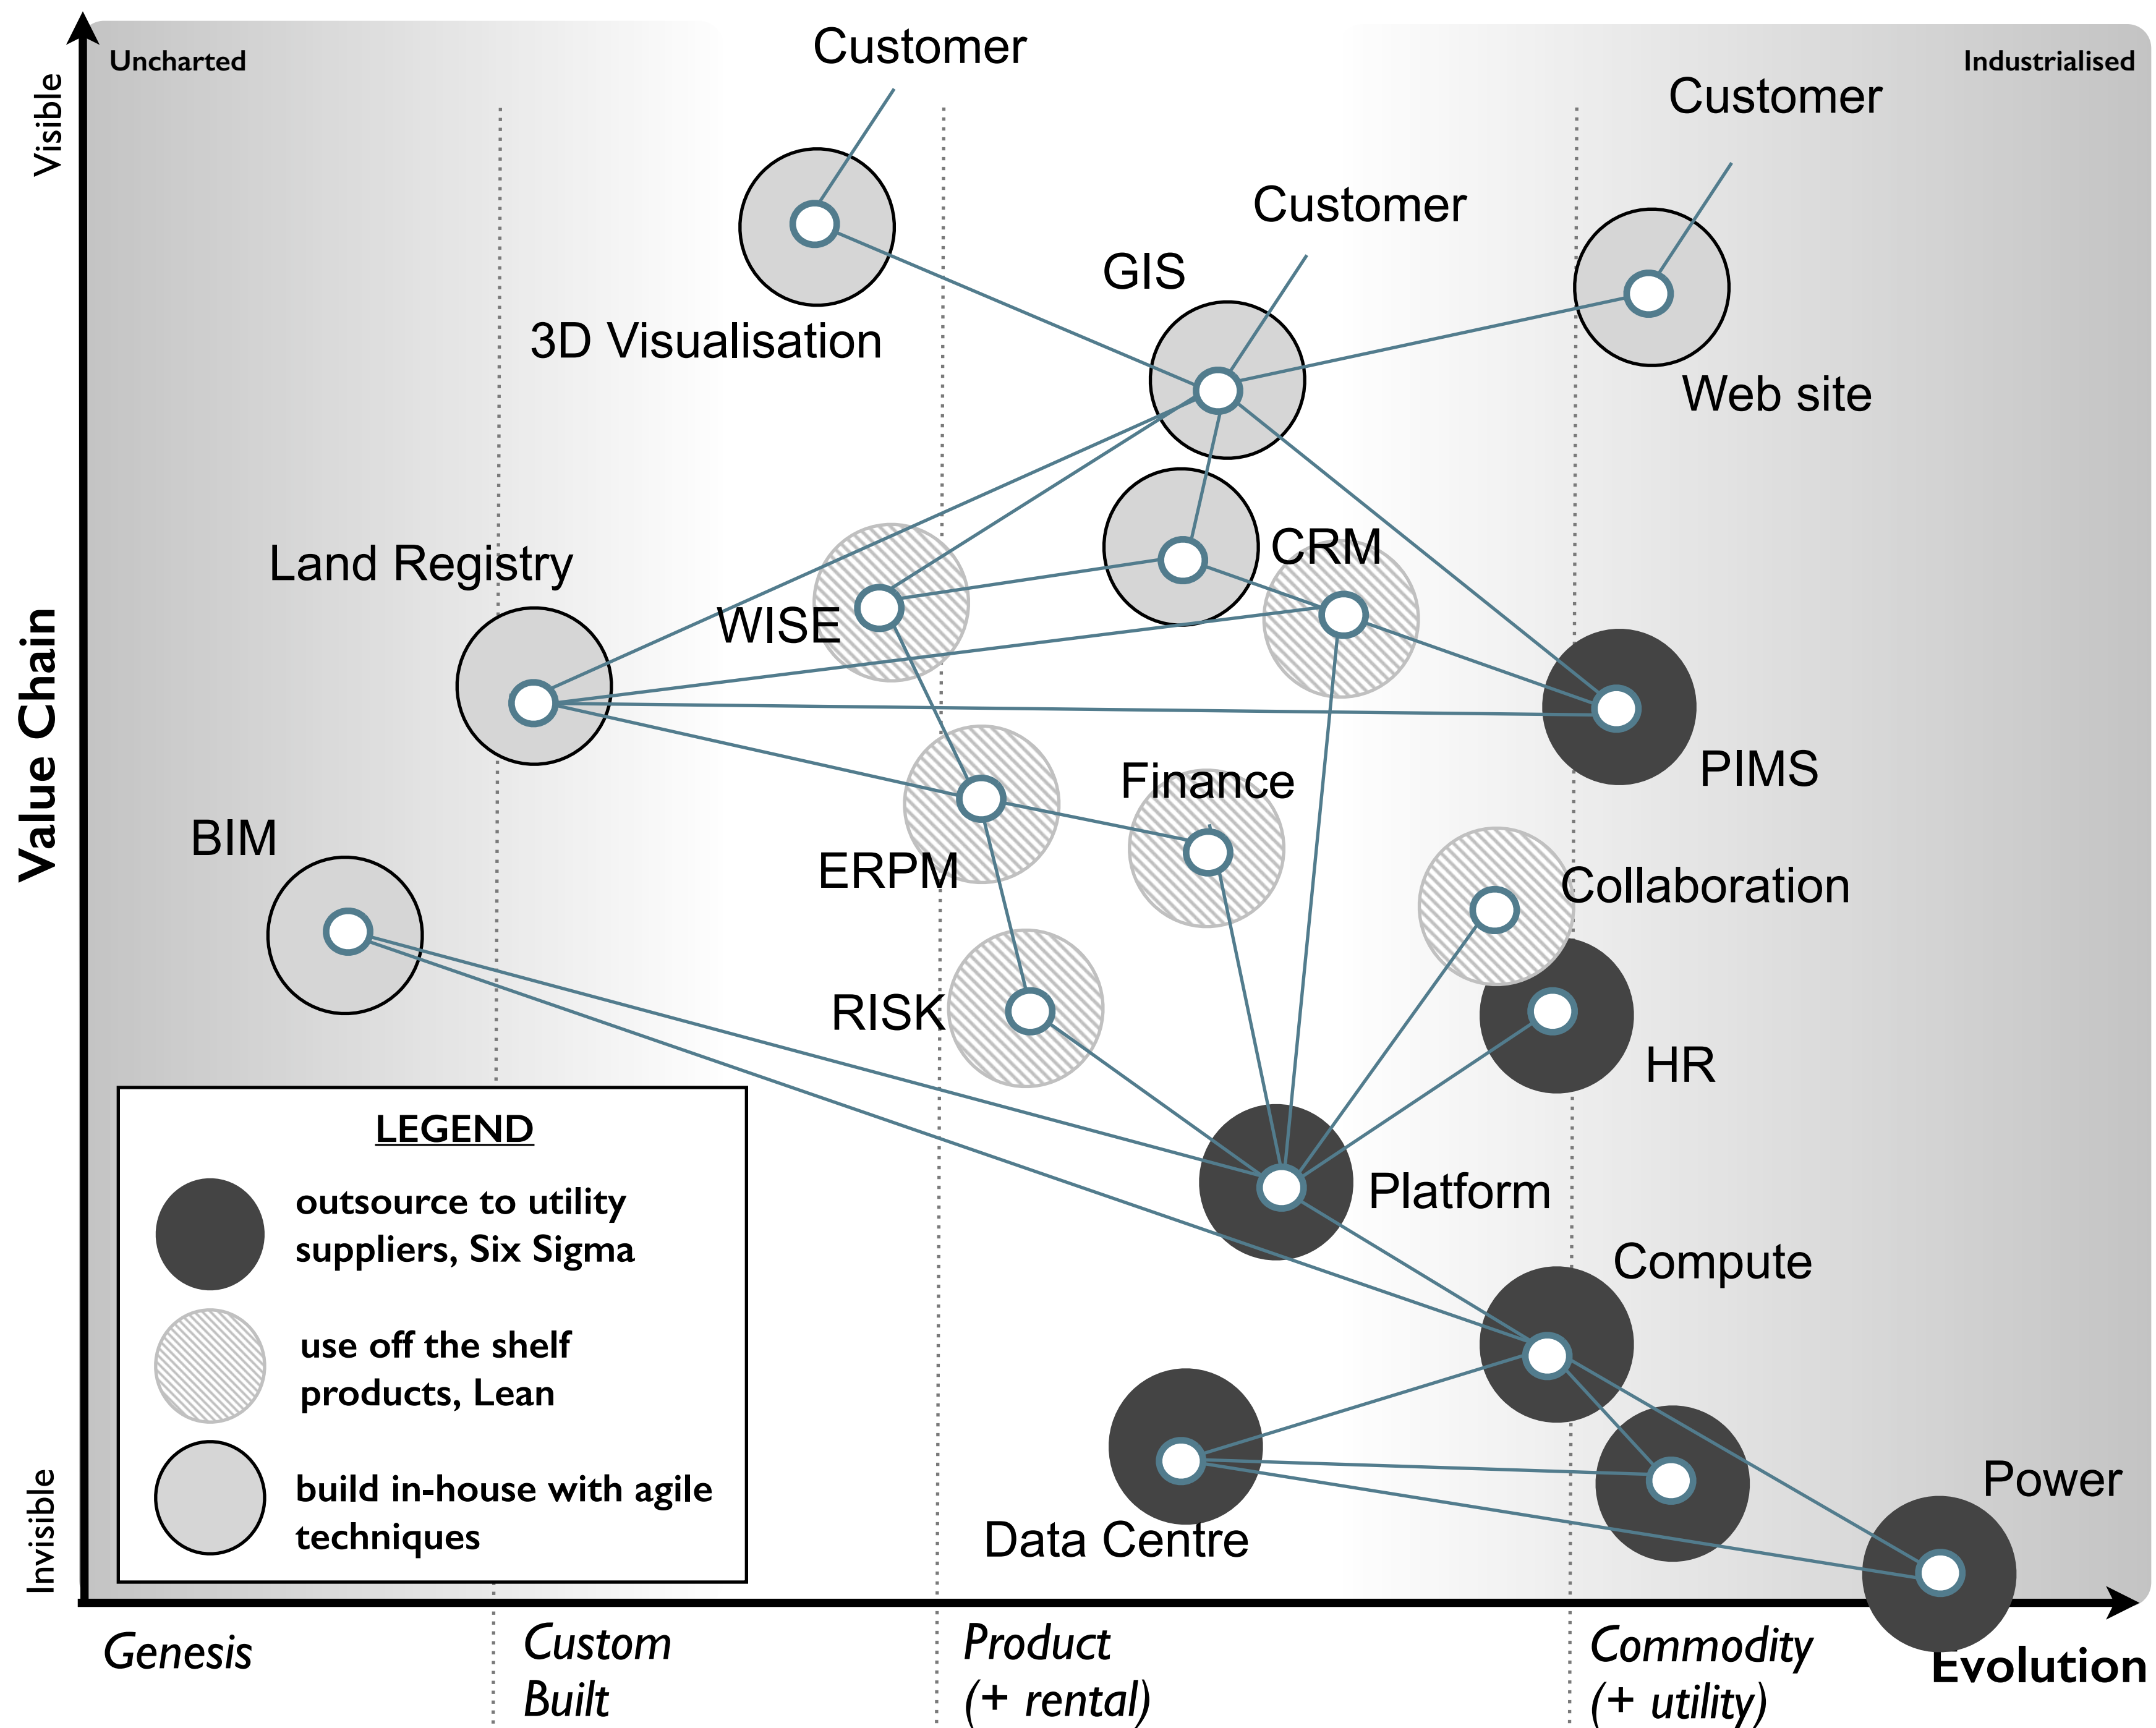 Uncharted
Customer
Industrialised
Visible
Customer
Customer
GIS
3D Visualisation
Web site
CRM
Land Registry
WISE
Value Chain
Finance
PIMS
BIM
ERPM
Collaboration
RISK
HR
LEGEND
outsource to utility
suppliers, Six Sigma
use off the shelf
products, Lean
build in-house with agile
techniques
Platform
Compute
Invisible
Power
Data Centre
Genesis
Custom
Built
Product
(+ rental)
Commodity
(+ utility)
Evolution